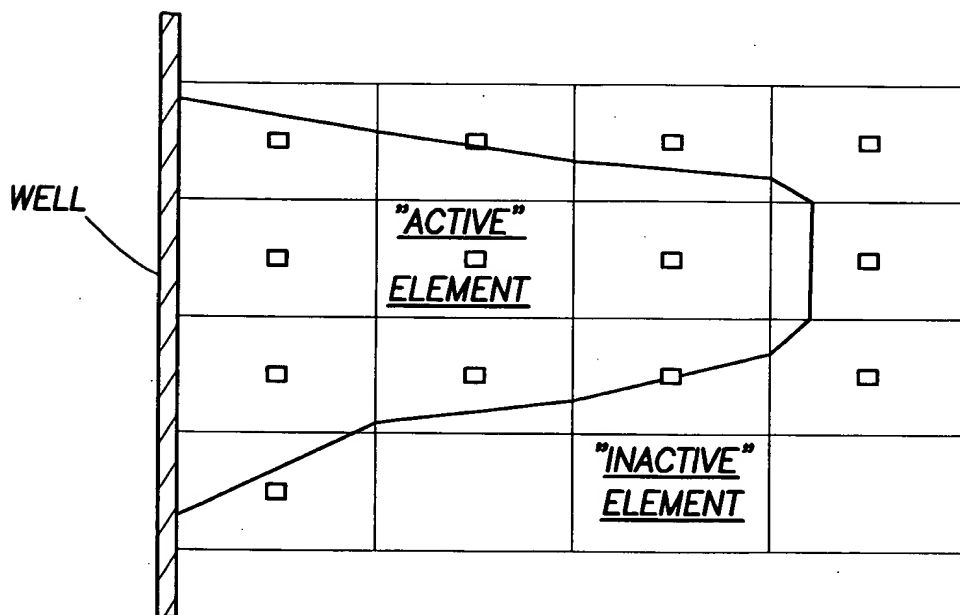 WELL
"ACTIVE"
ELEMENT
"INACTIVE"
ELEMENT